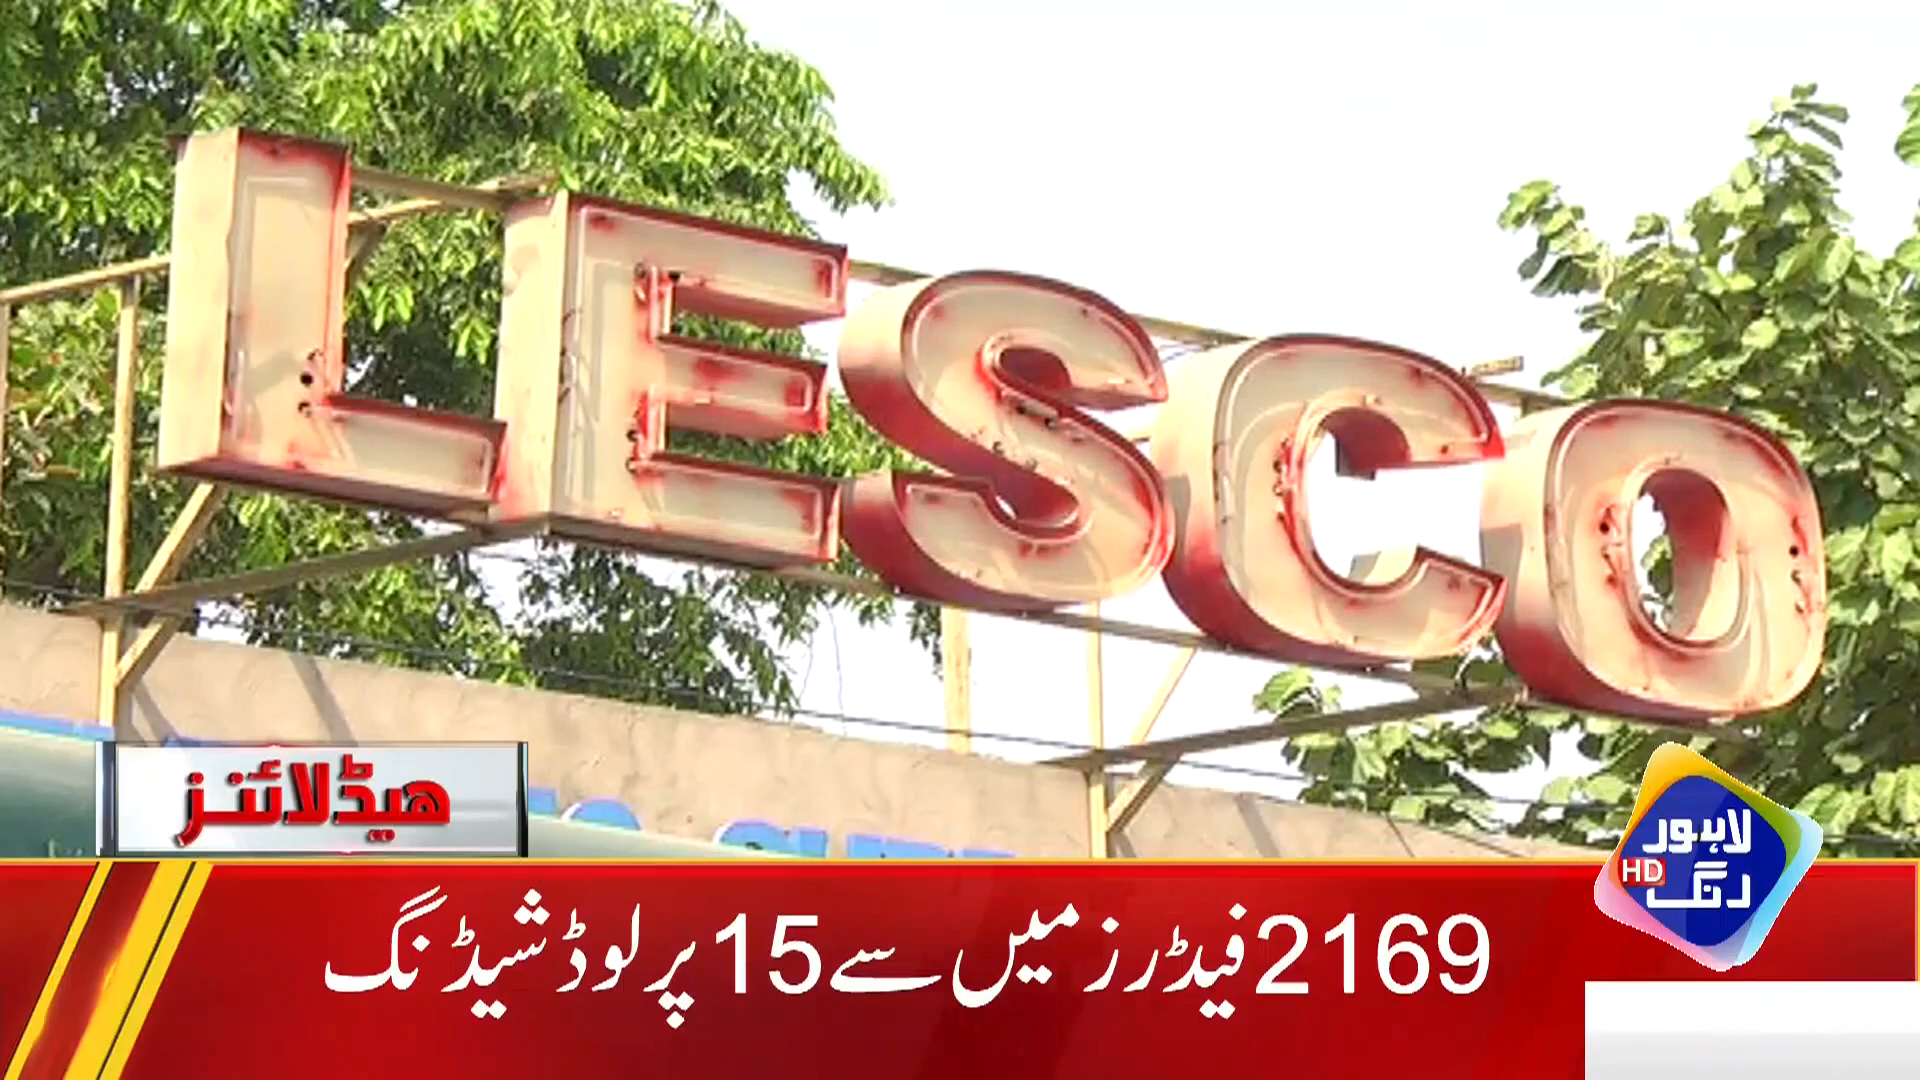 LESCO
ہیڈلائنز
لاہور
HD
رنگ
2169 فیڈرز میں سے 15 پر لوڈ شیڈنگ